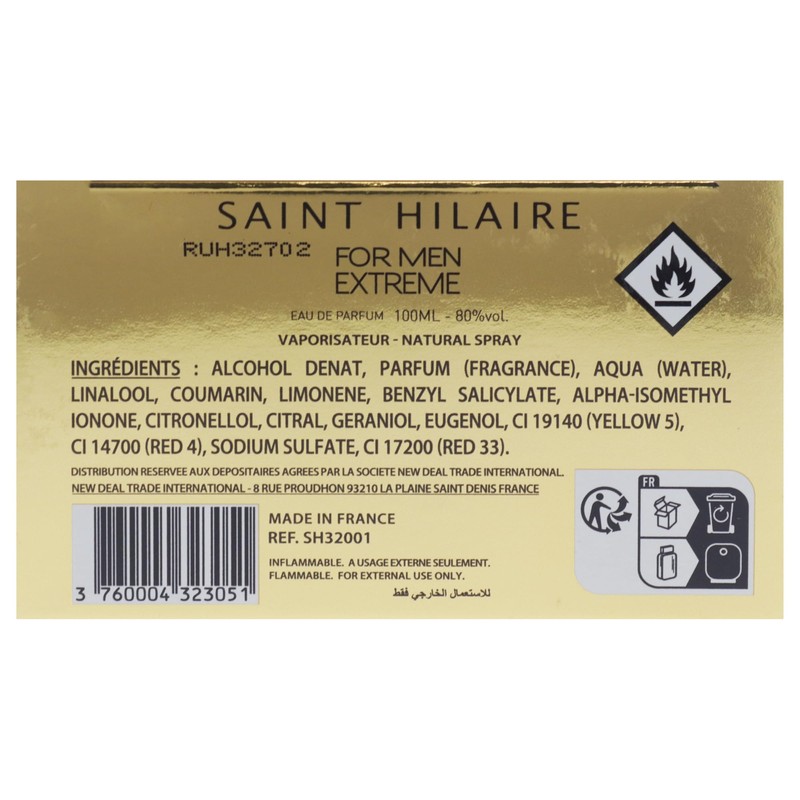 SAINT HILAIRE
RUH32702
FOR MEN
EXTREME
EAU DE PARFUM 100ML - 80%vol.
VAPORISATEUR - NATURAL SPRAY
INGRÉDIENTS : ALCOHOL DENAT, PARFUM (FRAGRANCE), AQUA (WATER),
LINALOOL, COUMARIN, LIMONENE, BENZYL SALICYLATE, ALPHA-ISOMETHYL
IONONE, CITRONELLOL, CITRAL, GERANIOL, EUGENOL, CI 19140 (YELLOW 5),
CI 14700 (RED 4), SODIUM SULFATE, CI 17200 (RED 33).
DISTRIBUTION RESERVEE AUX DEPOSITAIRES AGREES PAR LA SOCIETE NEW DEAL TRADE INTERNATIONAL.
NEW DEAL TRADE INTERNATIONAL - 8 RUE PROUDHON 93210 LA PLAINE SAINT DENIS FRANCE
MADE IN FRANCE
REF. SH32001
INFLAMMABLE. A USAGE EXTERNE SEULEMENT.
FLAMMABLE. FOR EXTERNAL USE ONLY.
للاستعمال الخارجي فقط
3 760004 323051
FR